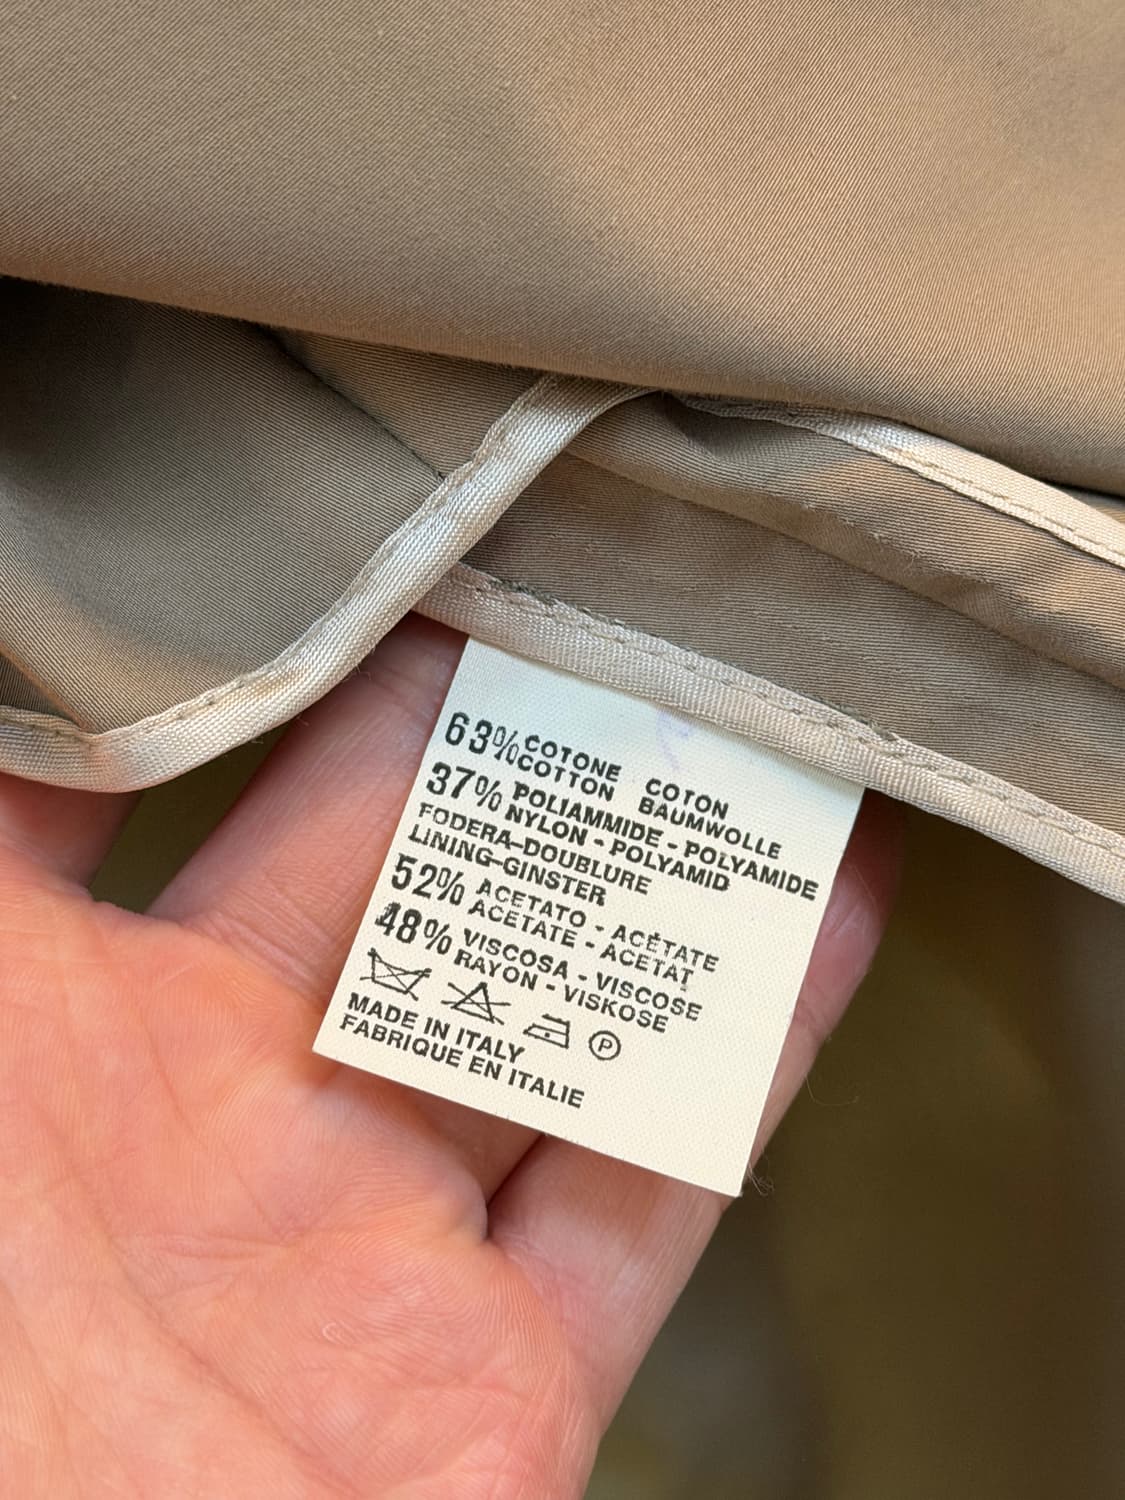 63% COTONE COTON
COTTON BAUMWOLLE
37% POLIAMMIDE - POLYAMIDE
NYLON - POLYAMID
FODERA-DOUBLURE
LINING-GINSTER
52% ACETATO - ACÉTATE
ACETATE - ACETAT
48% VISCOSA - VISCOSE
RAYON - VISKOSE
P
MADE IN ITALY
FABRIQUE EN ITALIE